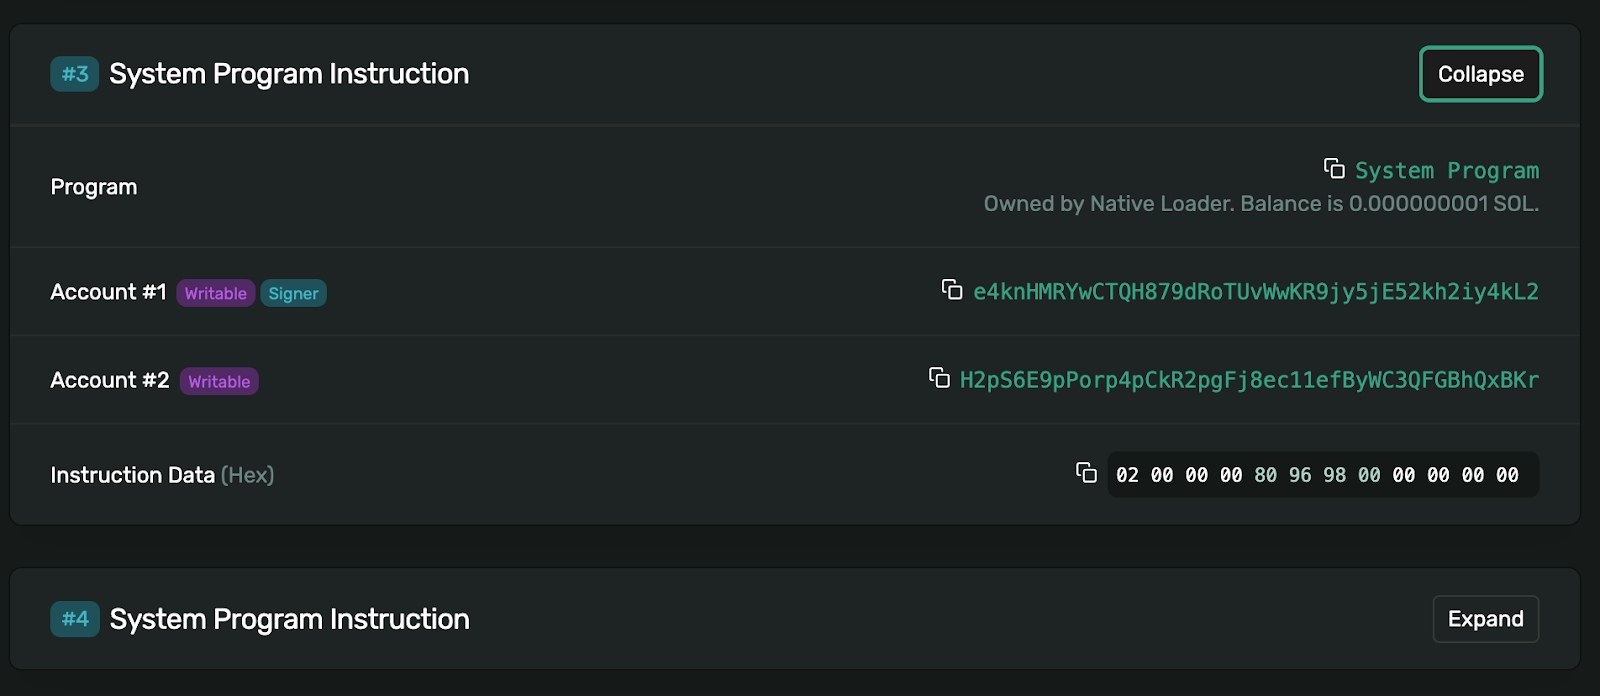 #3 System Program Instruction Collapse
Program System Program
Owned by Native Loader. Balance is 0.000000001 SOL.
Account #1 Writable Signer e4knHMRYwCTQH879dRoTUvWwKR9jy5jE52kh2iy4kL2
Account #2 Writable H2pS6E9pPorp4pCkR2pgFj8ec11efByWC3QFGBhQxBKr
Instruction Data (Hex) 02 00 00 00 80 96 98 00 00 00 00 00
#4 System Program Instruction Expand